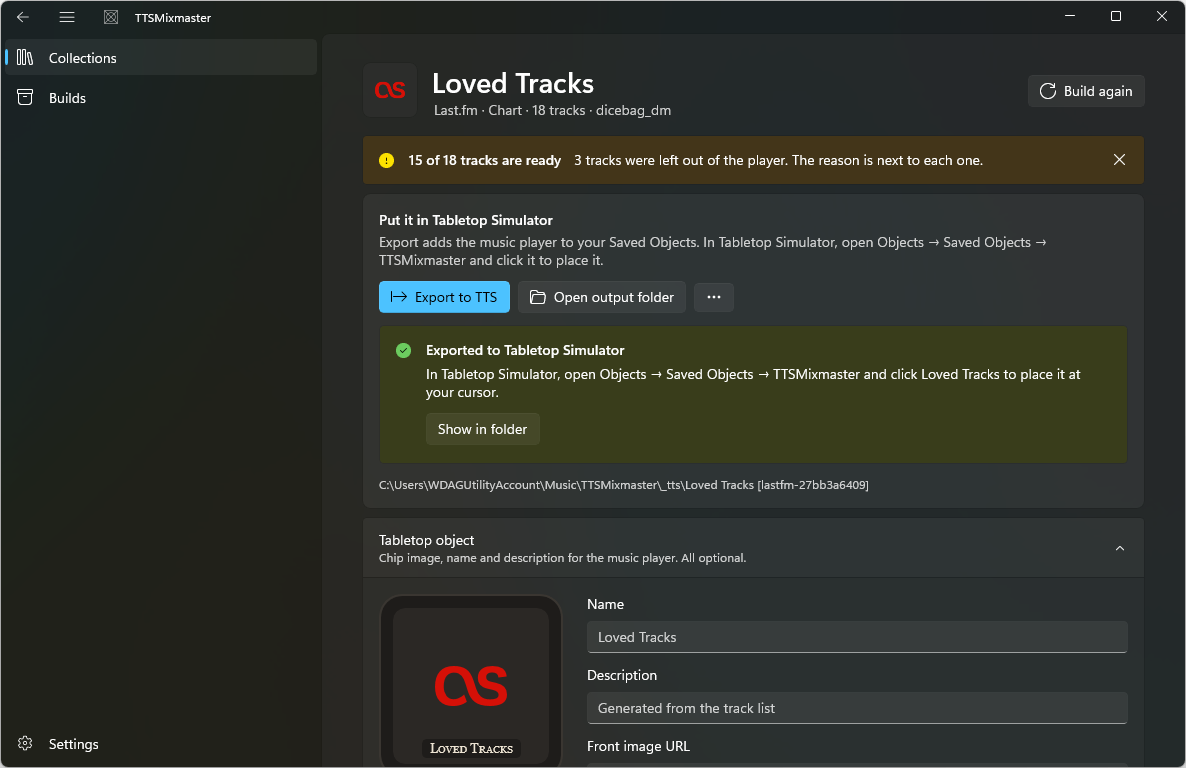 TTSMixmaster
Collections
Builds
Loved Tracks
Last.fm · Chart · 18 tracks · dicebag_dm
Build again
15 of 18 tracks are ready 3 tracks were left out of the player. The reason is next to each one.
Put it in Tabletop Simulator
Export adds the music player to your Saved Objects. In Tabletop Simulator, open Objects → Saved Objects →
TTSMixmaster and click it to place it.
Export to TTS
Open output folder
Exported to Tabletop Simulator
In Tabletop Simulator, open Objects → Saved Objects → TTSMixmaster and click Loved Tracks to place it at
your cursor.
Show in folder
C:\Users\WDAGUtilityAccount\Music\TTSMixmaster\_tts\Loved Tracks [lastfm-27bb3a6409]
Tabletop object
Chip image, name and description for the music player. All optional.
Name
Loved Tracks
Description
Generated from the track list
Front image URL
Loved Tracks
Settings